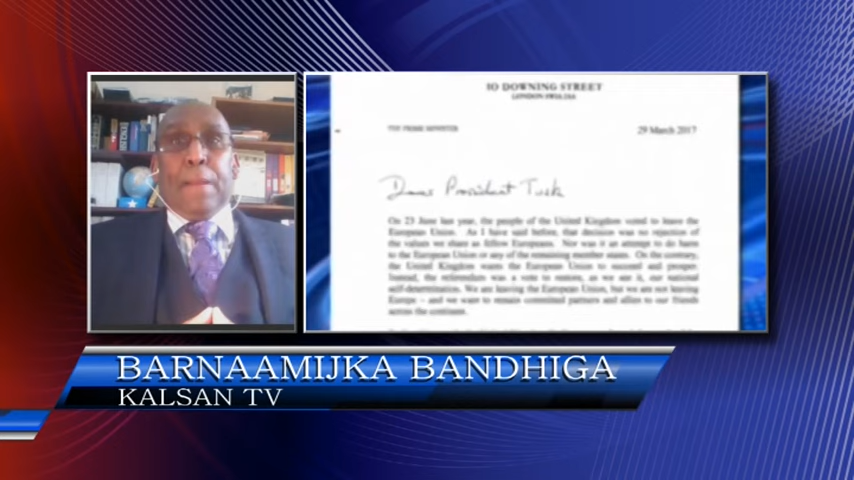 10 DOWNING STREET
LONDON SW1A 2AA
THE PRIME MINISTER
29 March 2017
Dear President Tusk
On 23 June last year, the people of the United Kingdom voted to leave the
European Union. As I have said before, that decision was no rejection of
the values we share as fellow Europeans. Nor was it an attempt to do harm
to the European Union or any of the remaining member states. On the contrary,
the United Kingdom wants the European Union to succeed and prosper.
Instead, the referendum was a vote to restore, as we see it, our national
self-determination. We are leaving the European Union, but we are not leaving
Europe – and we want to remain committed partners and allies to our friends
across the continent.
BARNAAMIJKA BANDHIGA
KALSAN TV